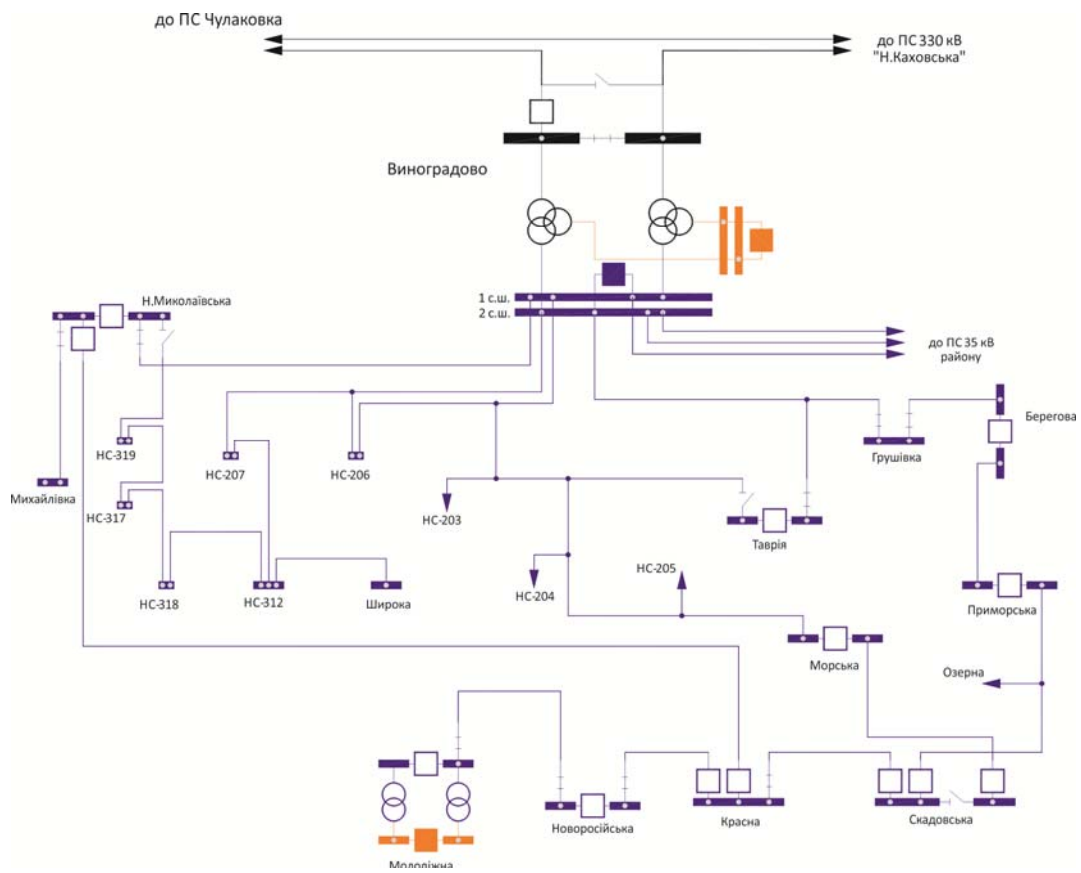 до ПС Чулаковка
до ПС 330 кВ
"Н.Каховська"
Виноградово
1 с.ш.
2 с.ш.
Н.Миколаївська
до ПС 35 кВ
району
Берегова
НС-319
НС-207
НС-206
Грушівка
Михайлівка
НС-317
НС-203
Таврія
НС-205
НС-318
НС-312
Широка
НС-204
Приморська
Морська
Озерна
Новоросійська
Красна
Скадовська
Молодіжна